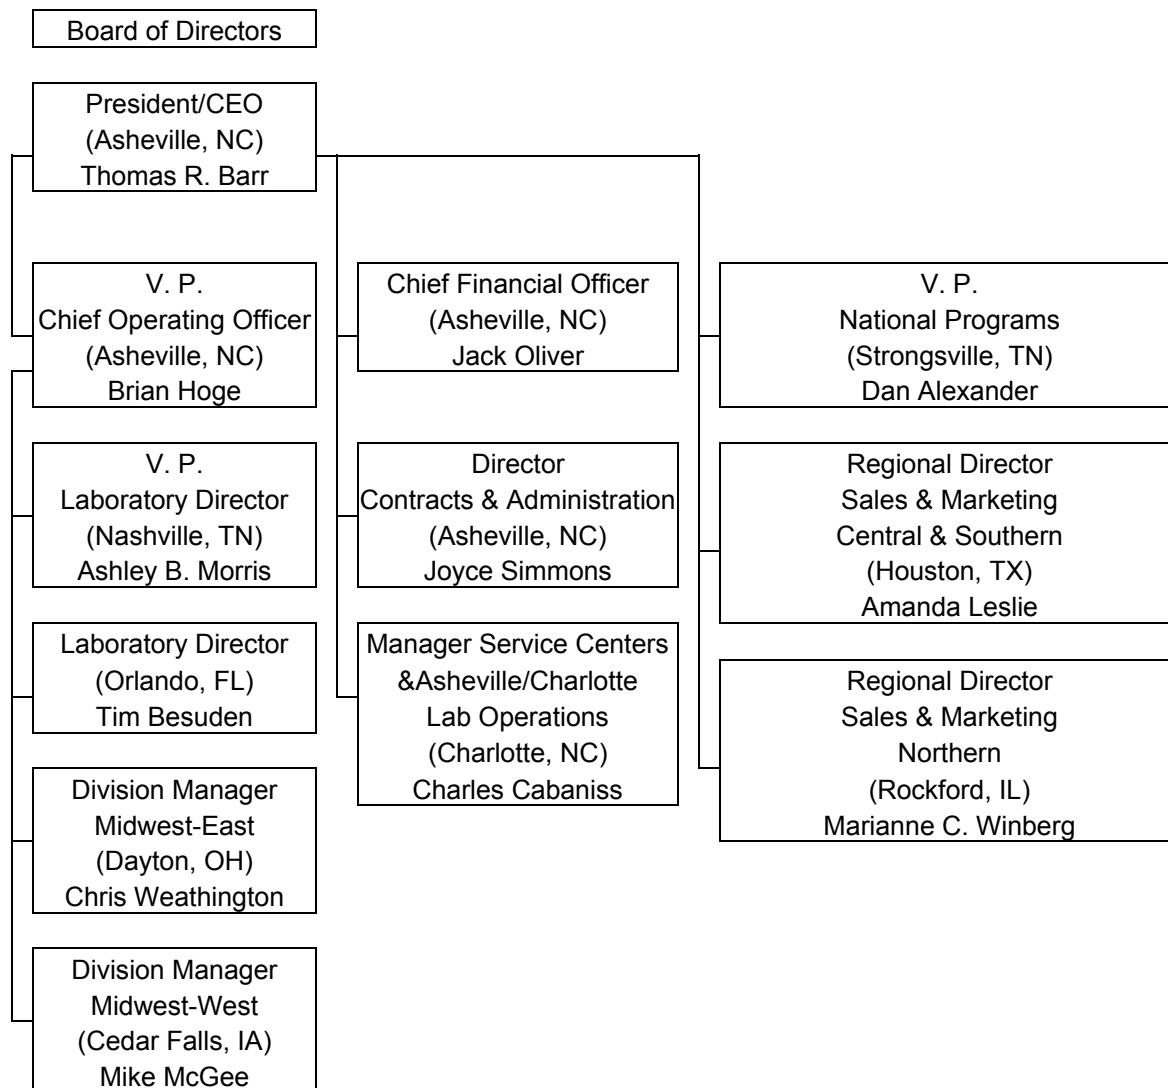 Board of Directors
President/CEO
(Asheville, NC)
Thomas R. Barr
V. P.
Chief Operating Officer
(Asheville, NC)
Brian Hoge
Chief Financial Officer
(Asheville, NC)
Jack Oliver
V. P.
National Programs
(Strongsville, TN)
Dan Alexander
V. P.
Laboratory Director
(Nashville, TN)
Ashley B. Morris
Director
Contracts & Administration
(Asheville, NC)
Joyce Simmons
Regional Director
Sales & Marketing
Central & Southern
(Houston, TX)
Amanda Leslie
Laboratory Director
(Orlando, FL)
Tim Besuden
Manager Service Centers
&Asheville/Charlotte
Lab Operations
(Charlotte, NC)
Charles Cabaniss
Regional Director
Sales & Marketing
Northern
(Rockford, IL)
Marianne C. Winberg
Division Manager
Midwest-East
(Dayton, OH)
Chris Weathington
Division Manager
Midwest-West
(Cedar Falls, IA)
Mike McGee